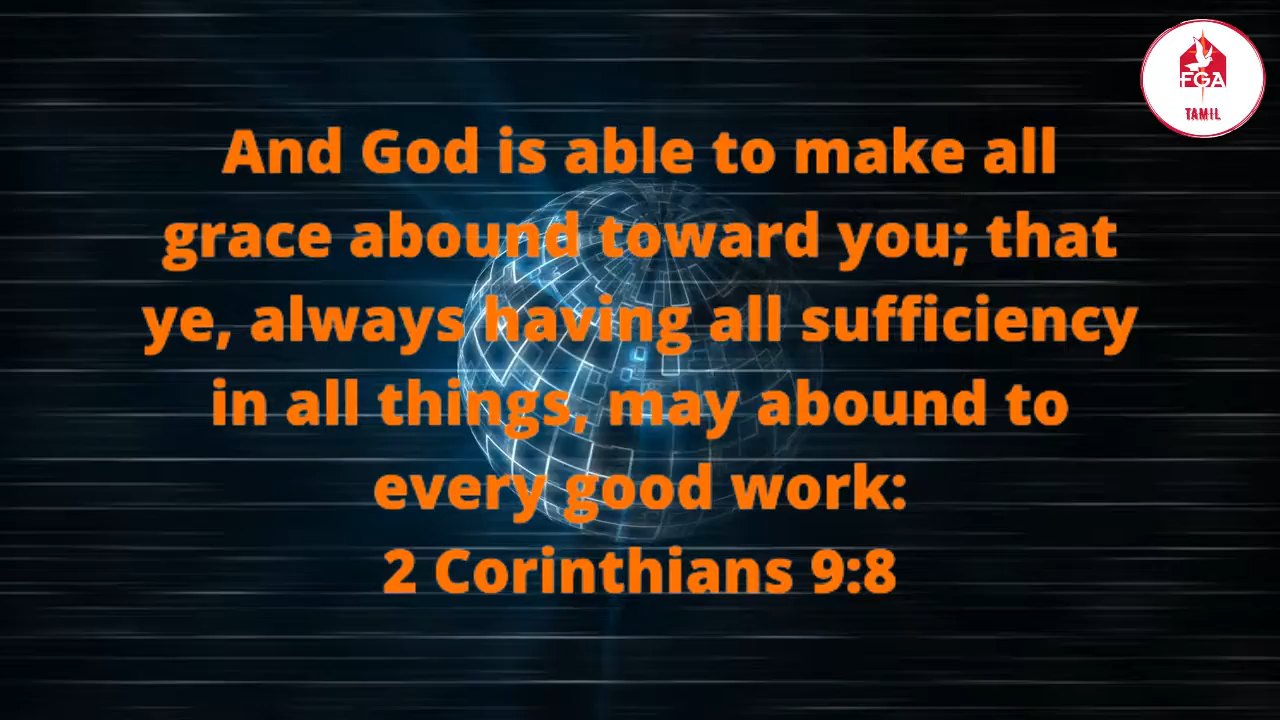 FGA
TAMIL
And God is able to make all
grace abound toward you; that
ye, always having all sufficiency
in all things, may abound to
every good work:
2 Corinthians 9:8